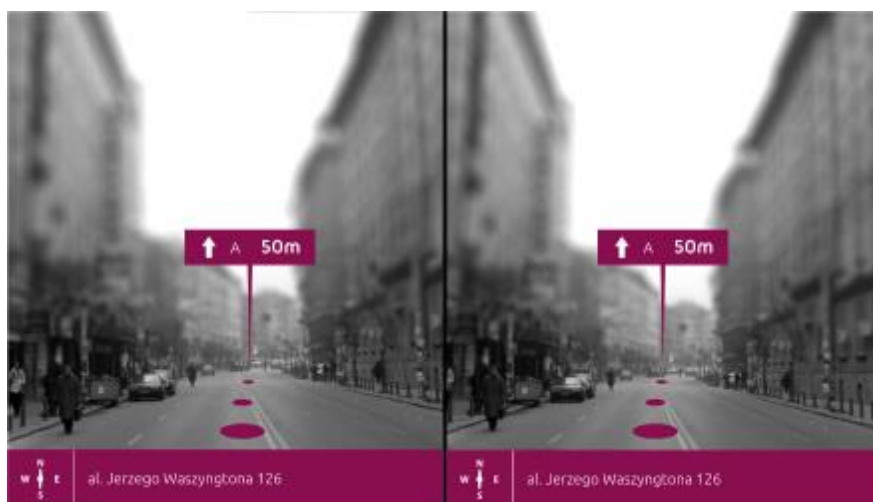 A 50m
A 50m
N
W E
S
al. Jerzego Waszyngtona 126
N
W E
S
al. Jerzego Waszyngtona 126